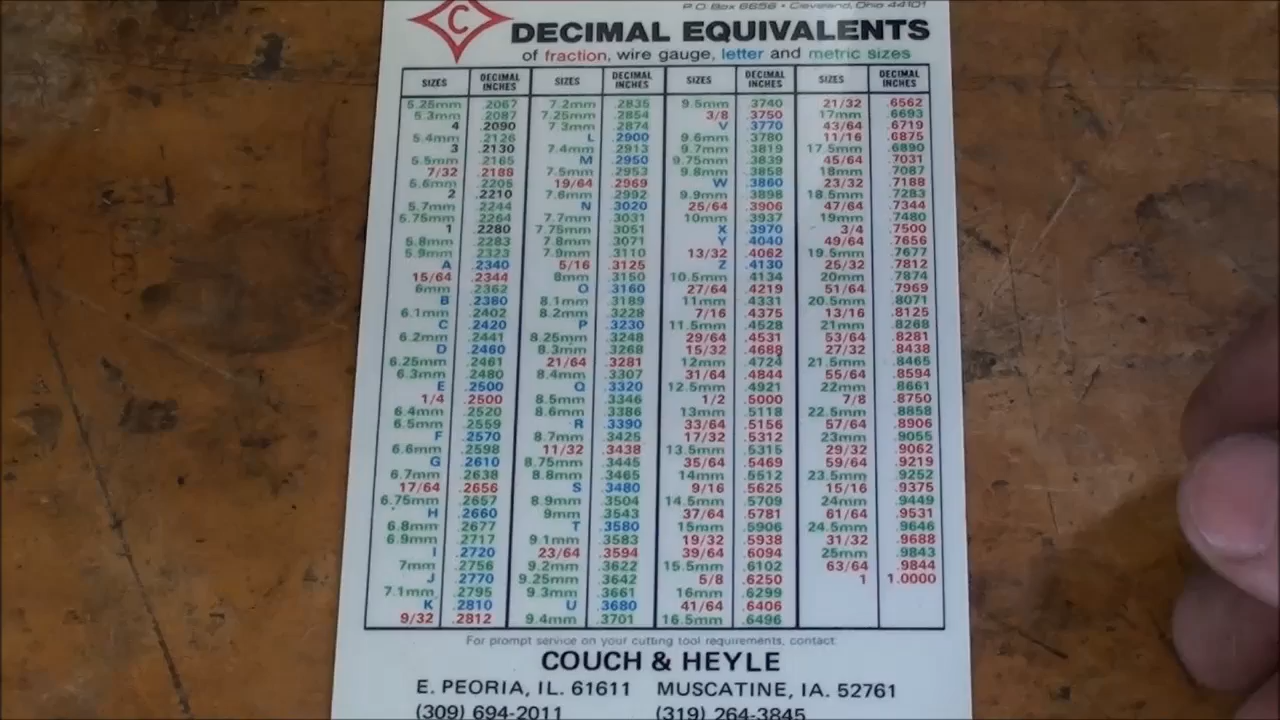 C
P.O. Box 6656 • Cleveland, Ohio 44101
DECIMAL EQUIVALENTS
of fraction, wire gauge, letter and metric sizes
SIZES DECIMAL INCHES SIZES DECIMAL INCHES SIZES DECIMAL INCHES SIZES DECIMAL INCHES
5.25mm .2067 7.2mm .2835 9.5mm .3740 21/32 .6562
5.3mm .2087 7.25mm .2854 3/8 .3750 17mm .6693
4 .2090 7.3mm .2874 V .3770 43/64 .6719
5.4mm .2126 L .2900 9.6mm .3780 11/16 .6875
3 .2130 7.4mm .2913 9.7mm .3819 17.5mm .6890
5.5mm .2165 M .2950 9.75mm .3839 45/64 .7031
7/32 .2188 7.5mm .2953 9.8mm .3858 18mm .7087
5.6mm .2205 19/64 .2969 W .3860 23/32 .7188
2 .2210 7.6mm .2992 9.9mm .3898 18.5mm .7283
5.7mm .2244 N .3020 25/64 .3906 47/64 .7344
5.75mm .2264 7.7mm .3031 10mm .3937 19mm .7480
1 .2280 7.75mm .3051 X .3970 3/4 .7500
5.8mm .2283 7.8mm .3071 Y .4040 49/64 .7656
5.9mm .2323 7.9mm .3110 13/32 .4062 19.5mm .7677
A .2340 5/16 .3125 Z .4130 25/32 .7812
15/64 .2344 8mm .3150 10.5mm .4134 20mm .7874
6mm .2362 O .3160 27/64 .4219 51/64 .7969
B .2380 8.1mm .3189 11mm .4331 20.5mm .8071
6.1mm .2402 8.2mm .3228 7/16 .4375 13/16 .8125
C .2420 P .3230 11.5mm .4528 21mm .8268
6.2mm .2441 8.25mm .3248 29/64 .4531 53/64 .8281
D .2460 8.3mm .3268 15/32 .4688 27/32 .8438
6.25mm .2461 21/64 .3281 12mm .4724 21.5mm .8465
6.3mm .2480 8.4mm .3307 31/64 .4844 55/64 .8594
E .2500 Q .3320 12.5mm .4921 22mm .8661
1/4 .2500 8.5mm .3346 1/2 .5000 7/8 .8750
6.4mm .2520 8.6mm .3386 13mm .5118 22.5mm .8858
6.5mm .2559 R .3390 33/64 .5156 57/64 .8906
F .2570 8.7mm .3425 17/32 .5312 23mm .9055
6.6mm .2598 11/32 .3438 13.5mm .5315 29/32 .9062
G .2610 8.75mm .3445 35/64 .5469 59/64 .9219
6.7mm .2638 8.8mm .3465 14mm .5512 23.5mm .9252
17/64 .2656 S .3480 9/16 .5625 15/16 .9375
6.75mm .2657 8.9mm .3504 14.5mm .5709 24mm .9449
H .2660 9mm .3543 37/64 .5781 61/64 .9531
6.8mm .2677 T .3580 15mm .5906 24.5mm .9646
6.9mm .2717 9.1mm .3583 19/32 .5938 31/32 .9688
I .2720 23/64 .3594 39/64 .6094 25mm .9843
7mm .2756 9.2mm .3622 15.5mm .6102 63/64 .9844
J .2770 9.25mm .3642 5/8 .6250 1 1.0000
7.1mm .2795 9.3mm .3661 16mm .6299
K .2810 U .3680 41/64 .6406
9/32 .2812 9.4mm .3701 16.5mm .6496
For prompt service on your cutting tool requirements, contact:
COUCH & HEYLE
E. PEORIA, IL. 61611 MUSCATINE, IA. 52761
(309) 694-2011 (319) 264-3845